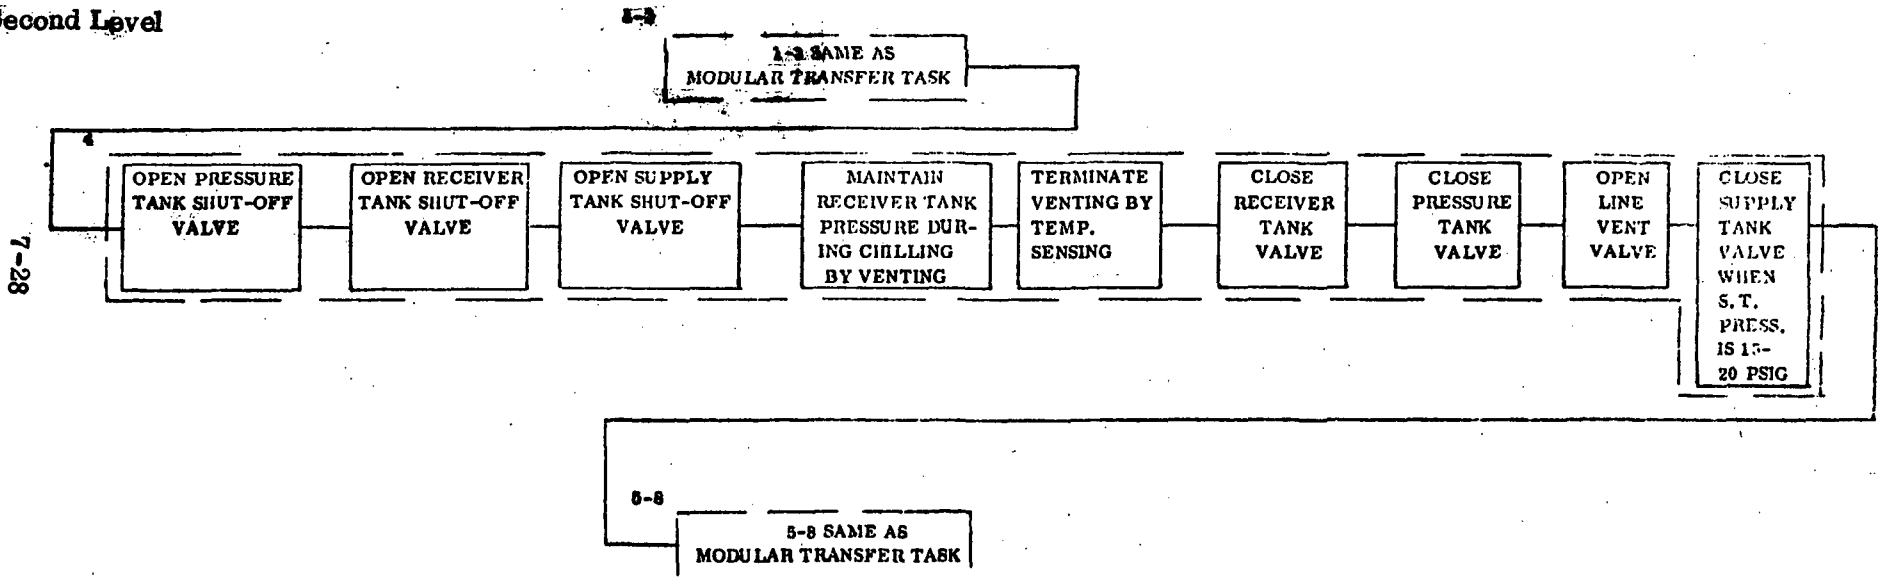 Second Level
1-3 SAME AS
MODULAR TRANSFER TASK
4
OPEN PRESSURE
TANK SHUT-OFF
VALVE
OPEN RECEIVER
TANK SHUT-OFF
VALVE
OPEN SUPPLY
TANK SHUT-OFF
VALVE
MAINTAIN
RECEIVER TANK
PRESSURE DUR-
ING CHILLING
BY VENTING
TERMINATE
VENTING BY
TEMP.
SENSING
CLOSE
RECEIVER
TANK
VALVE
CLOSE
PRESSURE
TANK
VALVE
OPEN
LINE
VENT
VALVE
CLOSE
SUPPLY
TANK
VALVE
WHEN
S.T.
PRESS.
IS 15-
20 PSIG
5-8
5-8 SAME AS
MODULAR TRANSFER TASK
7-28